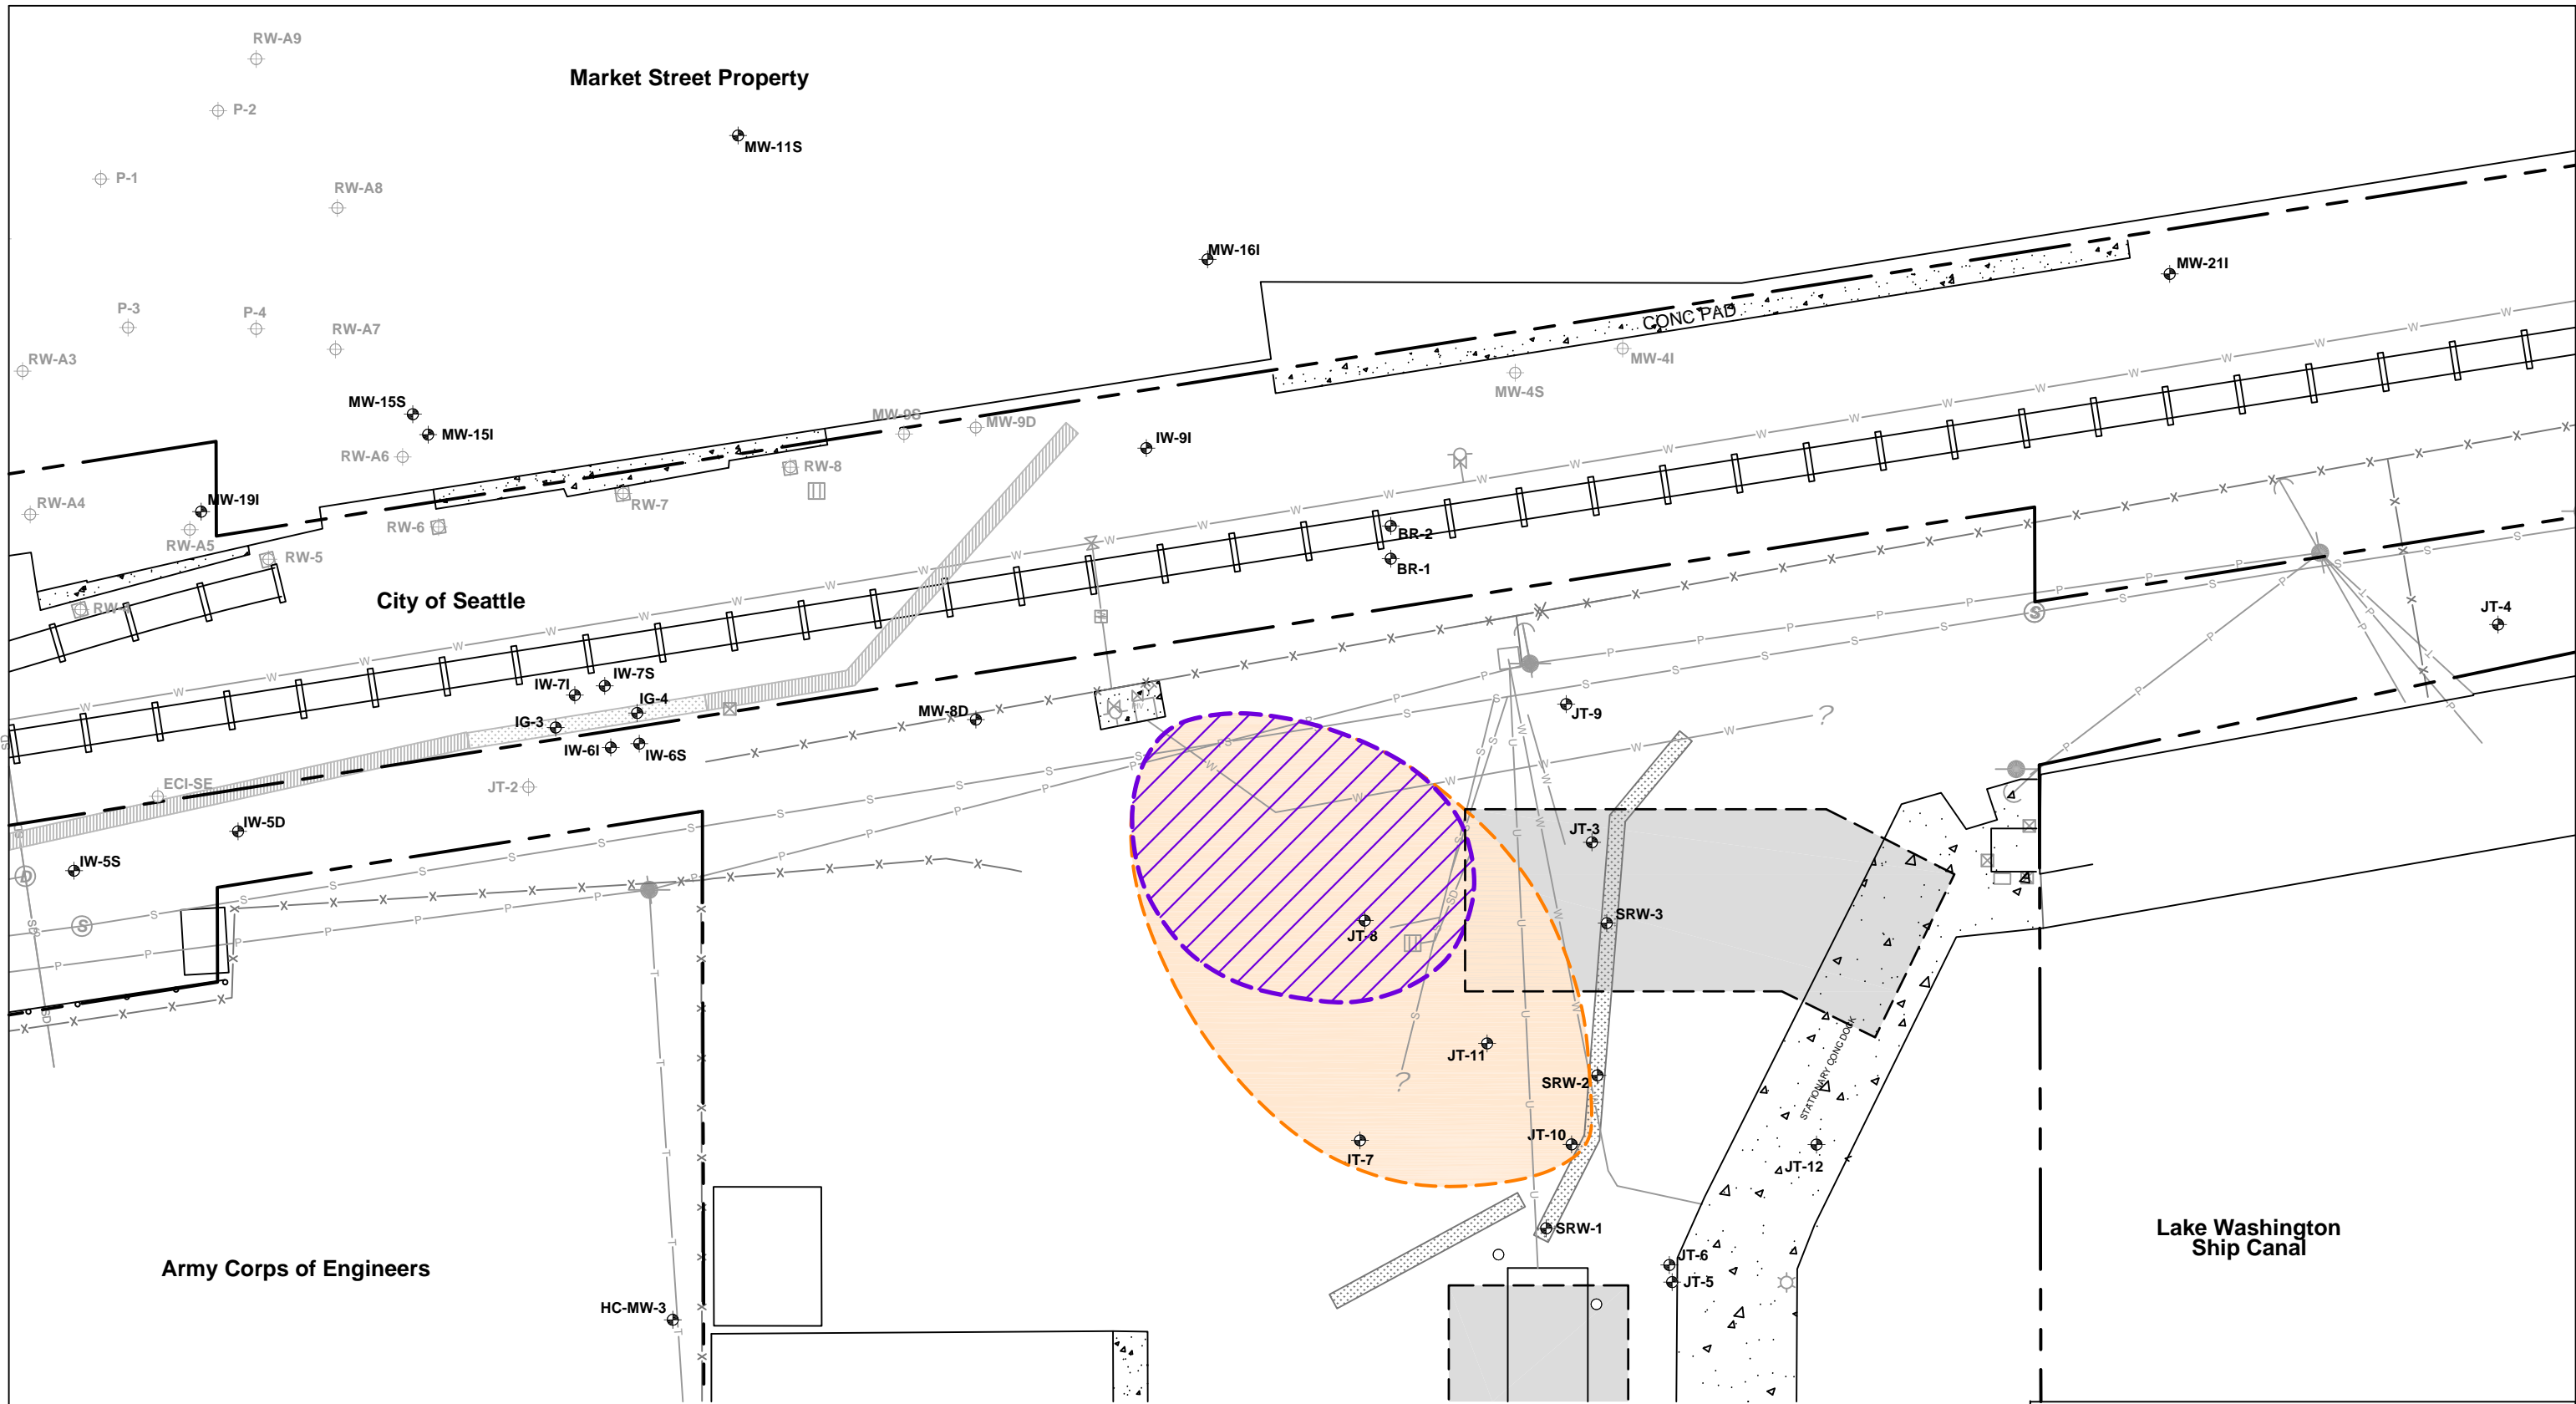 RW-A9
Market Street Property
P-2
MW-11S
P-1
RW-A8
MW-16I
MW-21I
P-3
P-4
CONC PAD
RW-A7
RW-A3
MW-4I
MW-4S
MW-15S
MW-9S
MW-9D
MW-15I
IW-9I
RW-A6
RW-8
MW-19I
RW-A4
RW-7
RW-6
BR-2
RW-A5
RW-5
BR-1
City of Seattle
JT-4
IW-7S
IW-7I
IG-4
JT-9
MW-8D
IG-3
IW-6I
IW-6S
ECI-SE
JT-2
IW-5D
JT-3
IW-5S
SRW-3
JT-8
STATIONARY CONC DOCK
JT-11
SRW-2
JT-10
JT-7
JT-12
SRW-1
Lake Washington
Ship Canal
JT-6
Army Corps of Engineers
JT-5
HC-MW-3